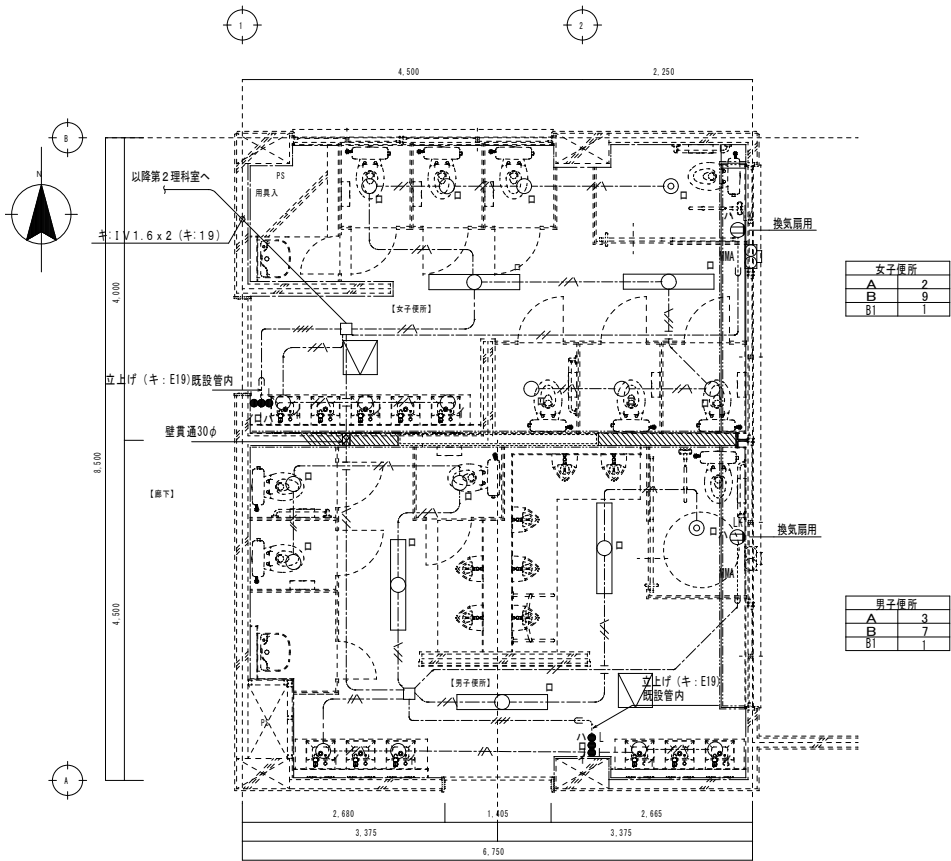 1
2
4,500
2,250
B
N
以降第2理科室へ
PS
用具入
キ:IV1.6x2 (キ:19)
換気扇用
MMA
女子便所
A 2
B 9
B1 1
4,000
【女子便所】
立上げ (キ:E19)既設管内
L
壁貫通30φ
8,500
【廊下】
換気扇用
MMA
4,500
男子便所
A 3
B 7
B1 1
【男子便所】
立上げ (キ:E19)
既設管内
PS
L
A
2,680
1,405
2,665
3,375
3,375
6,750